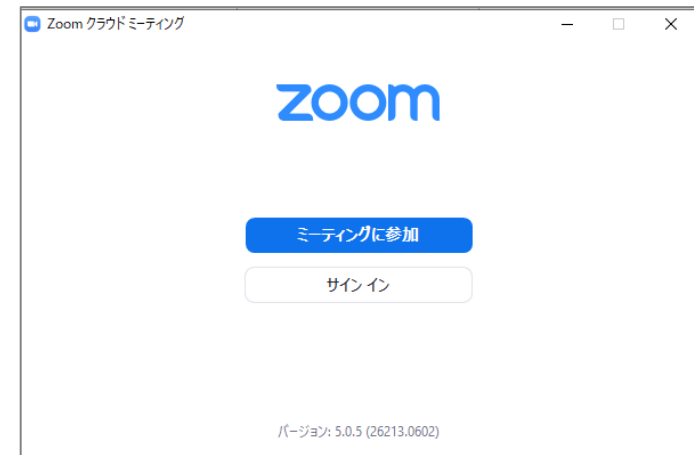 Zoom クラウド ミーティング
zoom
ミーティングに参加
サイン イン
バージョン: 5.0.5 (26213.0602)